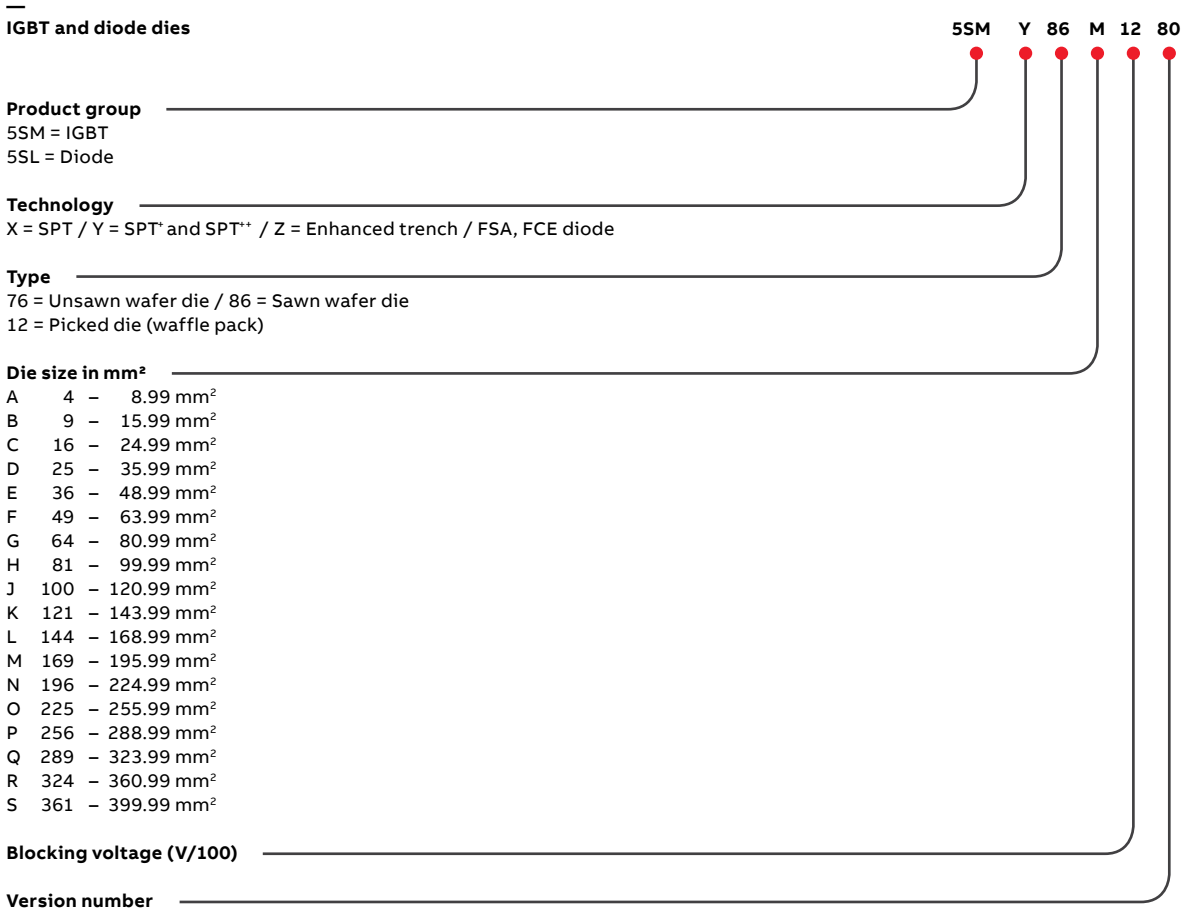 IGBT and diode dies 5SM Y 86 M 12 80
Product group
5SM = IGBT
5SL = Diode
Technology
X = SPT / Y = SPT⁺ and SPT⁺⁺ / Z = Enhanced trench / FSA, FCE diode
Type
76 = Unsawn wafer die / 86 = Sawn wafer die
12 = Picked die (waffle pack)
Die size in mm²
A 4 – 8.99 mm²
B 9 – 15.99 mm²
C 16 – 24.99 mm²
D 25 – 35.99 mm²
E 36 – 48.99 mm²
F 49 – 63.99 mm²
G 64 – 80.99 mm²
H 81 – 99.99 mm²
J 100 – 120.99 mm²
K 121 – 143.99 mm²
L 144 – 168.99 mm²
M 169 – 195.99 mm²
N 196 – 224.99 mm²
O 225 – 255.99 mm²
P 256 – 288.99 mm²
Q 289 – 323.99 mm²
R 324 – 360.99 mm²
S 361 – 399.99 mm²
Blocking voltage (V/100)
Version number